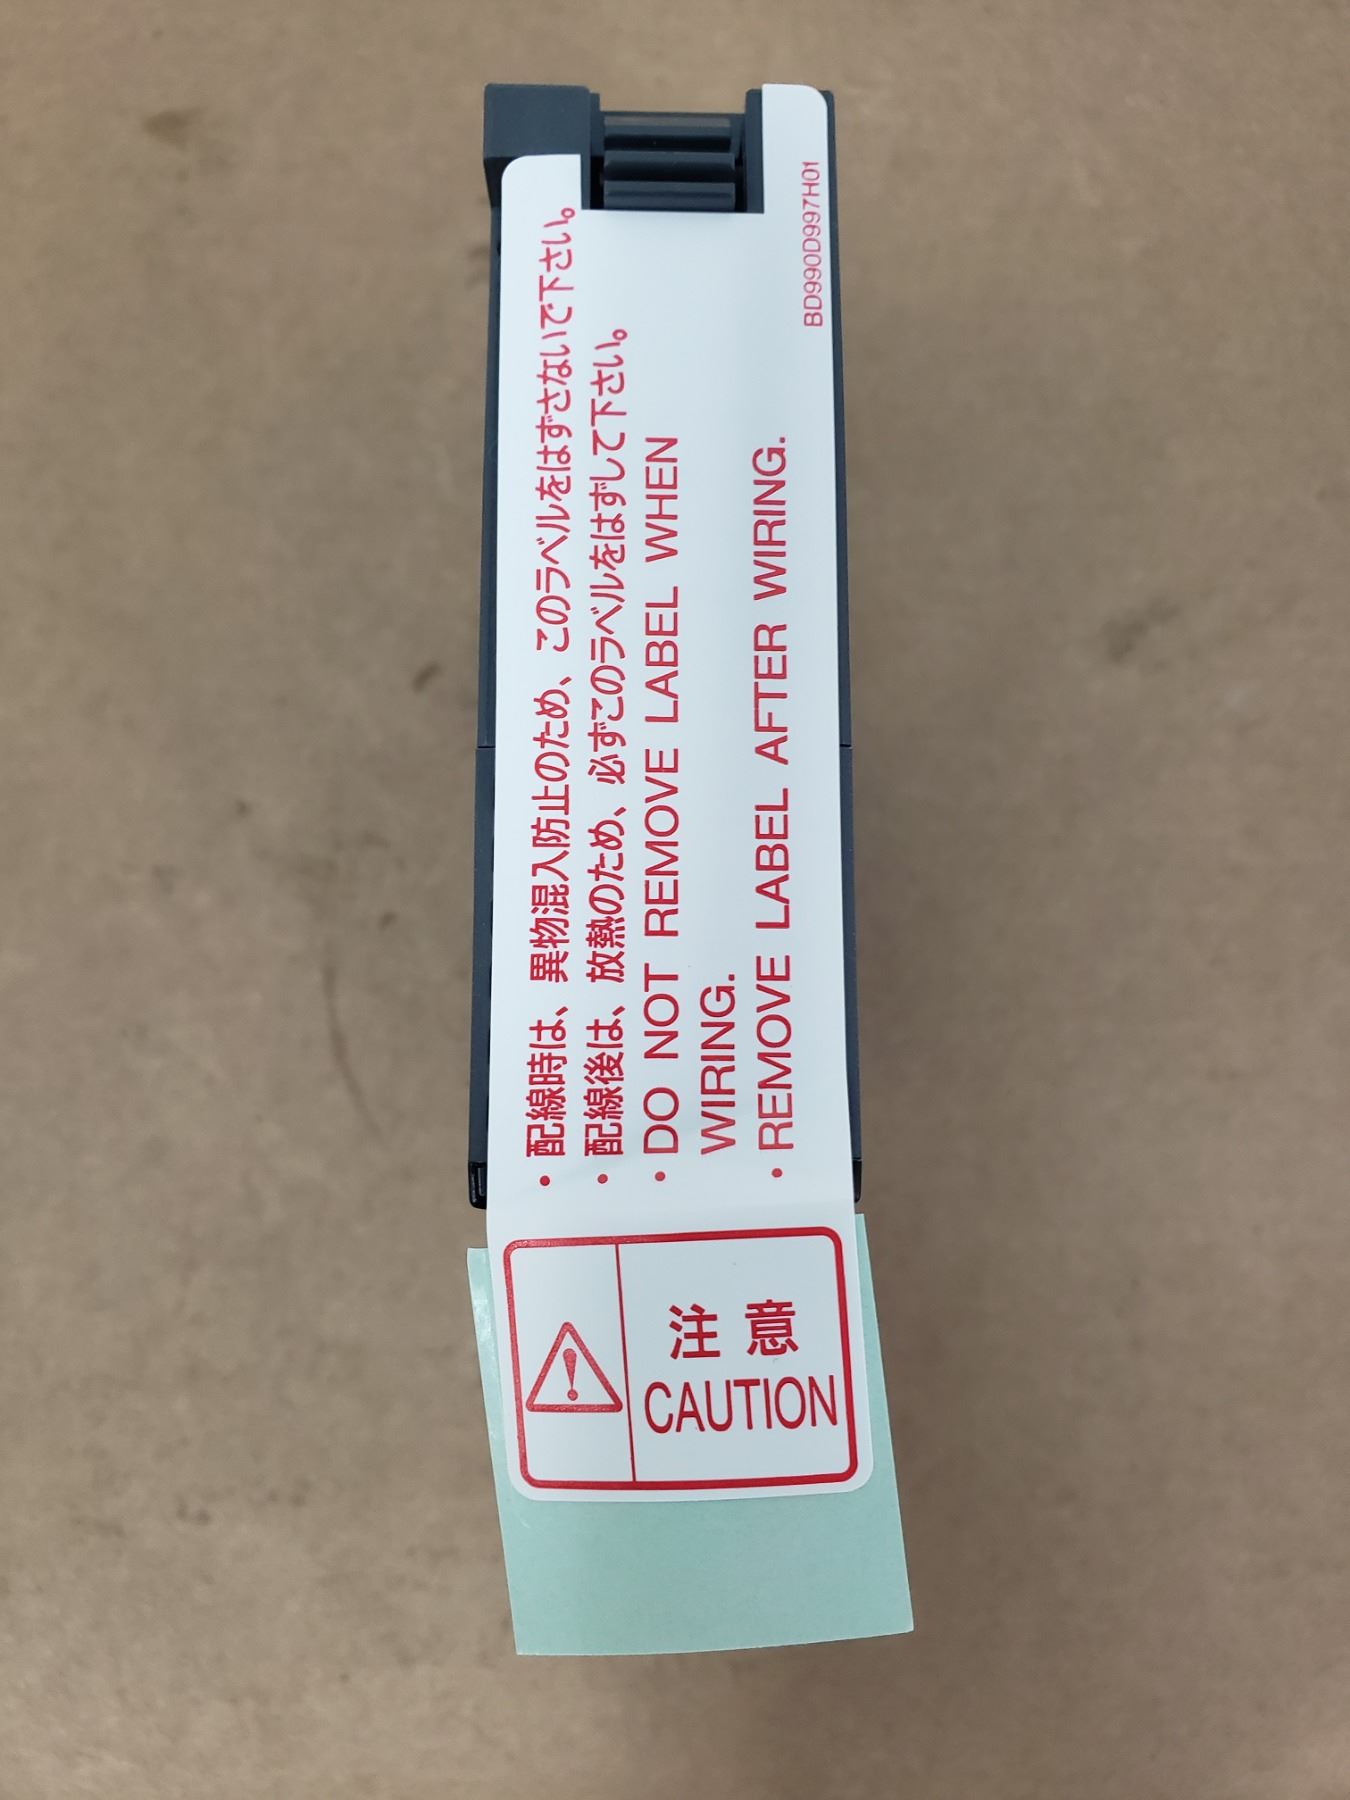 注意
CAUTION
・配線時は、異物混入防止のため、このラベルをはずさないで下さい。
・配線後は、放熱のため、必ずこのラベルをはずして下さい。
・DO NOT REMOVE LABEL WHEN
WIRING.
・REMOVE LABEL AFTER WIRING.
BD990D997H01